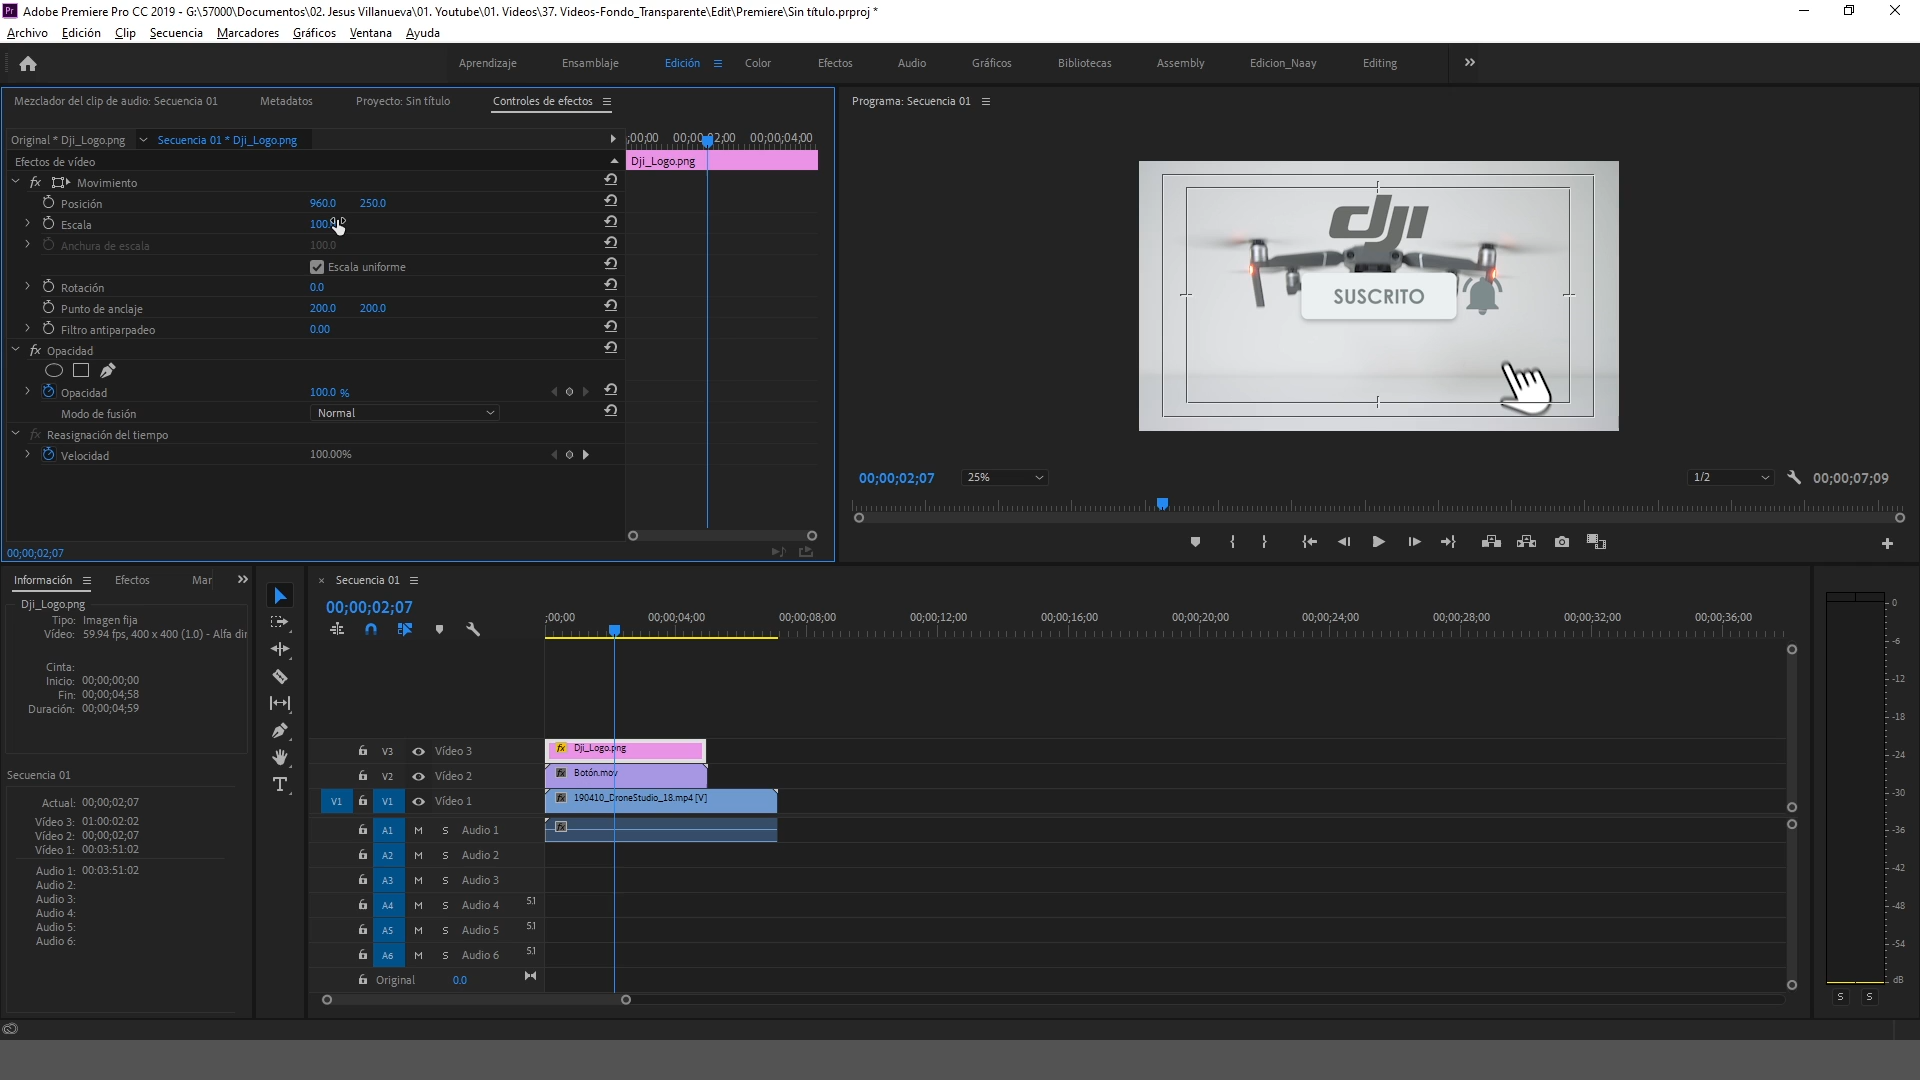 Adobe Premiere Pro CC 2019 - G:\57000\Documentos\02. Jesus Villanueva\01. Youtube\01. Videos\37. Videos-Fondo_Transparente\Edit\Premiere\Sin título.prproj *
Archivo Edición Clip Secuencia Marcadores Gráficos Ventana Ayuda
Aprendizaje Ensamblaje Edición Color Efectos Audio Gráficos Bibliotecas Assembly Edicion_Naay Editing
Mezclador del clip de audio: Secuencia 01 Metadatos Proyecto: Sin título Controles de efectos
Programa: Secuencia 01
Original * Dji_Logo.png Secuencia 01 * Dji_Logo.png
;00;00 00;00;02;00 00;00;04;00
Efectos de vídeo
Dji_Logo.png
fx Movimiento
Posición 960.0 250.0
Escala 100.0
Anchura de escala 100.0
Escala uniforme
Rotación 0.0
Punto de anclaje 200.0 200.0
Filtro antiparpadeo 0.00
fx Opacidad
Opacidad 100.0 %
Modo de fusión Normal
fx Reasignación del tiempo
Velocidad 100.00%
00;00;02;07
dji
SUSCRITO
00;00;02;07 25% 1/2 00;00;07;09
Información Efectos Mar
Dji_Logo.png
Tipo: Imagen fija
Vídeo: 59.94 fps, 400 x 400 (1.0) - Alfa dir
Cinta:
Inicio: 00;00;00;00
Fin: 00;00;04;58
Duración: 00;00;04;59
Secuencia 01
Actual: 00;00;02;07
Vídeo 3: 01:00:02:02
Vídeo 2: 00;00;02;07
Vídeo 1: 00:03:51:02
Audio 1: 00:03:51:02
Audio 2:
Audio 3:
Audio 4:
Audio 5:
Audio 6:
× Secuencia 01
00;00;02;07
;00;00 00;00;04;00 00;00;08;00 00;00;12;00 00;00;16;00 00;00;20;00 00;00;24;00 00;00;28;00 00;00;32;00 00;00;36;00
V3 Vídeo 3 fx Dji_Logo.png
V2 Vídeo 2 fx Botón.mov
V1 V1 Vídeo 1 fx 190410_DroneStudio_18.mp4 [V]
A1 M S Audio 1 fx
A2 M S Audio 2
A3 M S Audio 3
A4 M S Audio 4 5.1
A5 M S Audio 5 5.1
A6 M S Audio 6 5.1
Original 0.0
0
-6
-12
-18
-24
-30
-36
-42
-48
-54
dB
S S